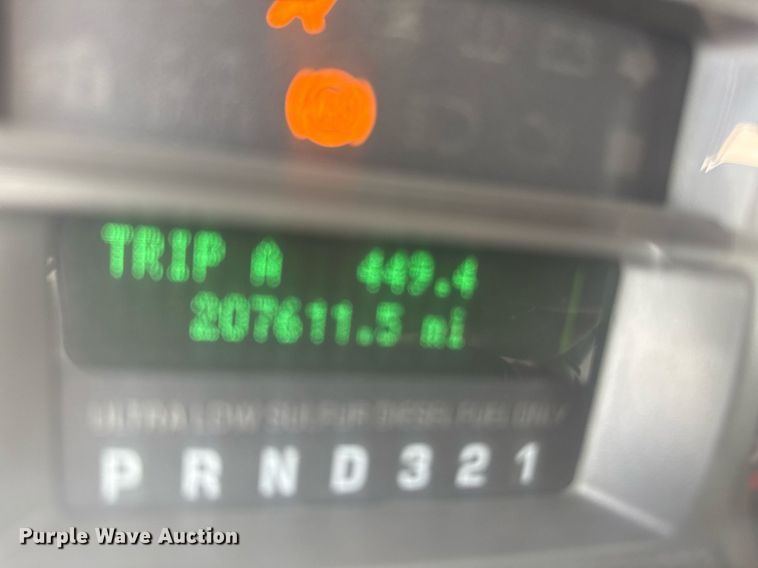 TRIP A 449.4
207611.5 mi
ULTRA LOW SULFUR DIESEL FUEL ONLY
P R N D 3 2 1
Purple Wave Auction